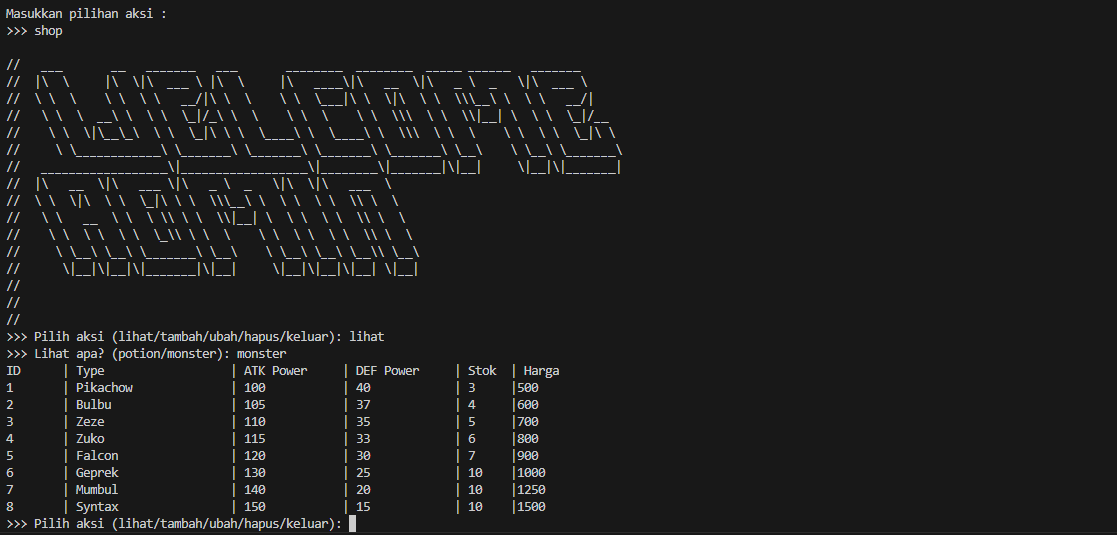 Masukkan pilihan aksi :
>>> shop
WELCOME
ADMIN
>>> Pilih aksi (lihat/tambah/ubah/hapus/keluar): lihat
>>> Lihat apa? (potion/monster): monster
ID | Type | ATK Power | DEF Power | Stok | Harga
1 | Pikachow | 100 | 40 | 3 |500
2 | Bulbu | 105 | 37 | 4 |600
3 | Zeze | 110 | 35 | 5 |700
4 | Zuko | 115 | 33 | 6 |800
5 | Falcon | 120 | 30 | 7 |900
6 | Geprek | 130 | 25 | 10 |1000
7 | Mumbul | 140 | 20 | 10 |1250
8 | Syntax | 150 | 15 | 10 |1500
>>> Pilih aksi (lihat/tambah/ubah/hapus/keluar):